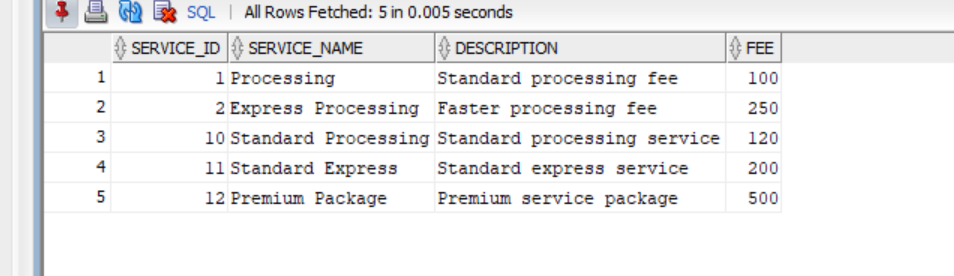 SQL | All Rows Fetched: 5 in 0.005 seconds
SERVICE_ID SERVICE_NAME DESCRIPTION FEE
1 1 Processing Standard processing fee 100
2 2 Express Processing Faster processing fee 250
3 10 Standard Processing Standard processing service 120
4 11 Standard Express Standard express service 200
5 12 Premium Package Premium service package 500